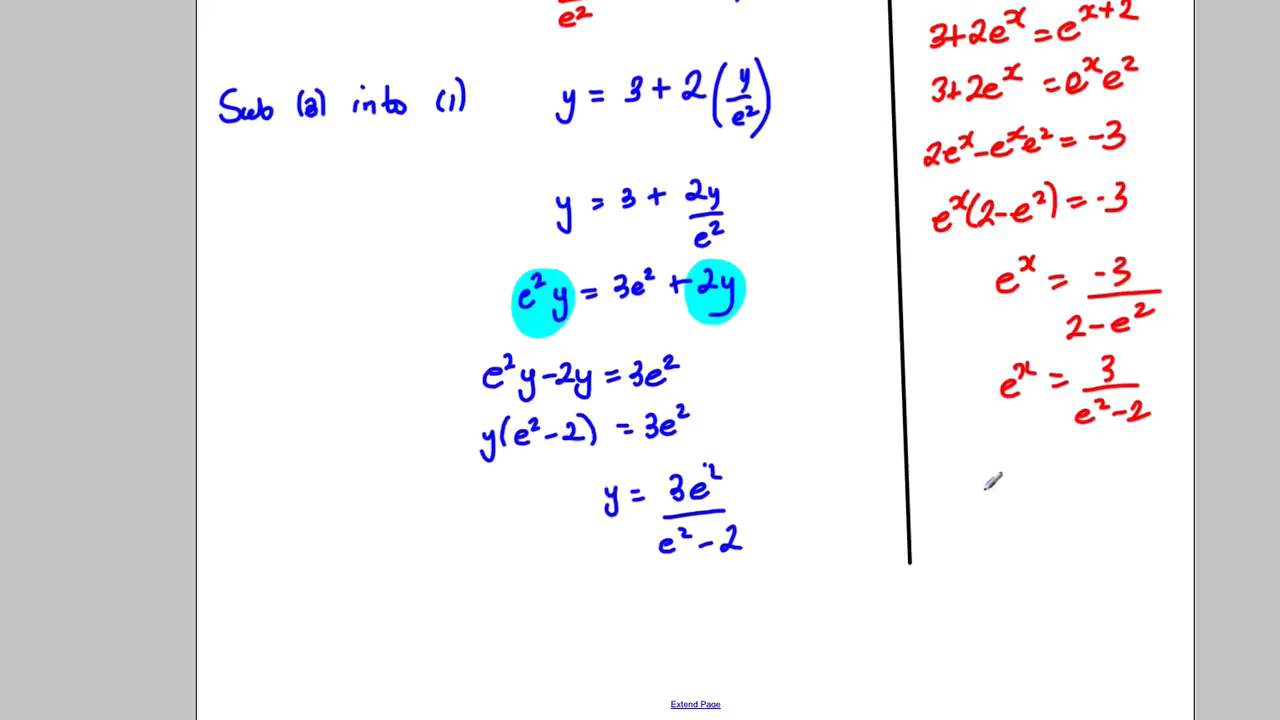 e²
Sub (3) into (1) y = 3 + 2(y/e²)
y = 3 + 2y/e²
e²y = 3e² + 2y
e²y - 2y = 3e²
y(e² - 2) = 3e²
y = 3e²/(e² - 2)
3+2eˣ = eˣ⁺²
3+2eˣ = eˣe²
2eˣ - eˣe² = -3
eˣ(2 - e²) = -3
eˣ = -3/(2 - e²)
eˣ = 3/(e² - 2)
Extend Page